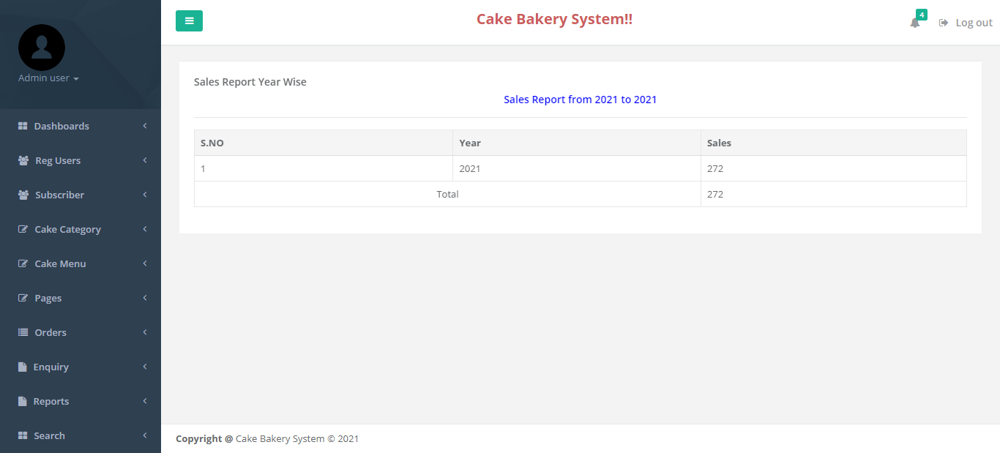 Cake Bakery System!!
4
Log out
Admin user
Dashboards
Reg Users
Subscriber
Cake Category
Cake Menu
Pages
Orders
Enquiry
Reports
Search
Sales Report Year Wise
Sales Report from 2021 to 2021
S.NO Year Sales
1 2021 272
Total 272
Copyright @ Cake Bakery System © 2021